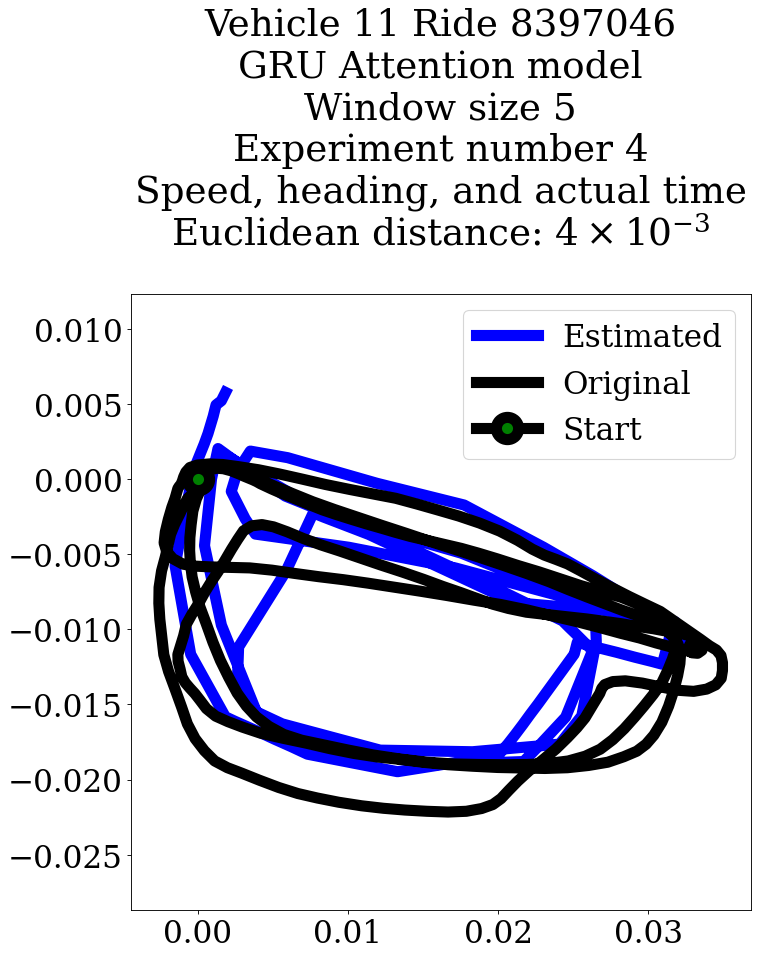 Vehicle 11 Ride 8397046
GRU Attention model
Window size 5
Experiment number 4
Speed, heading, and actual time
Euclidean distance: 4 × 10⁻³
Estimated
Original
Start
0.010
0.005
0.000
−0.005
−0.010
−0.015
−0.020
−0.025
0.00 0.01 0.02 0.03